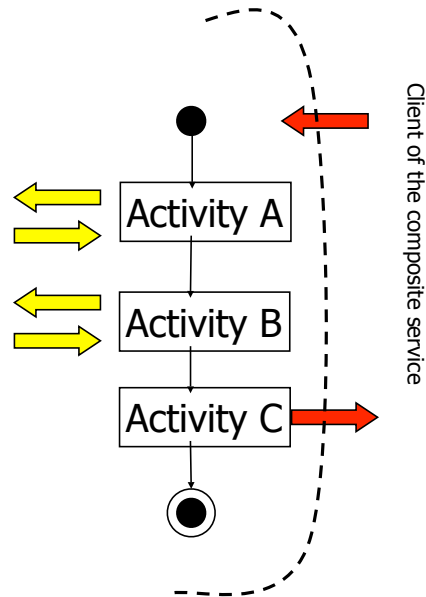 Client of the composite service
Activity A
Activity B
Activity C